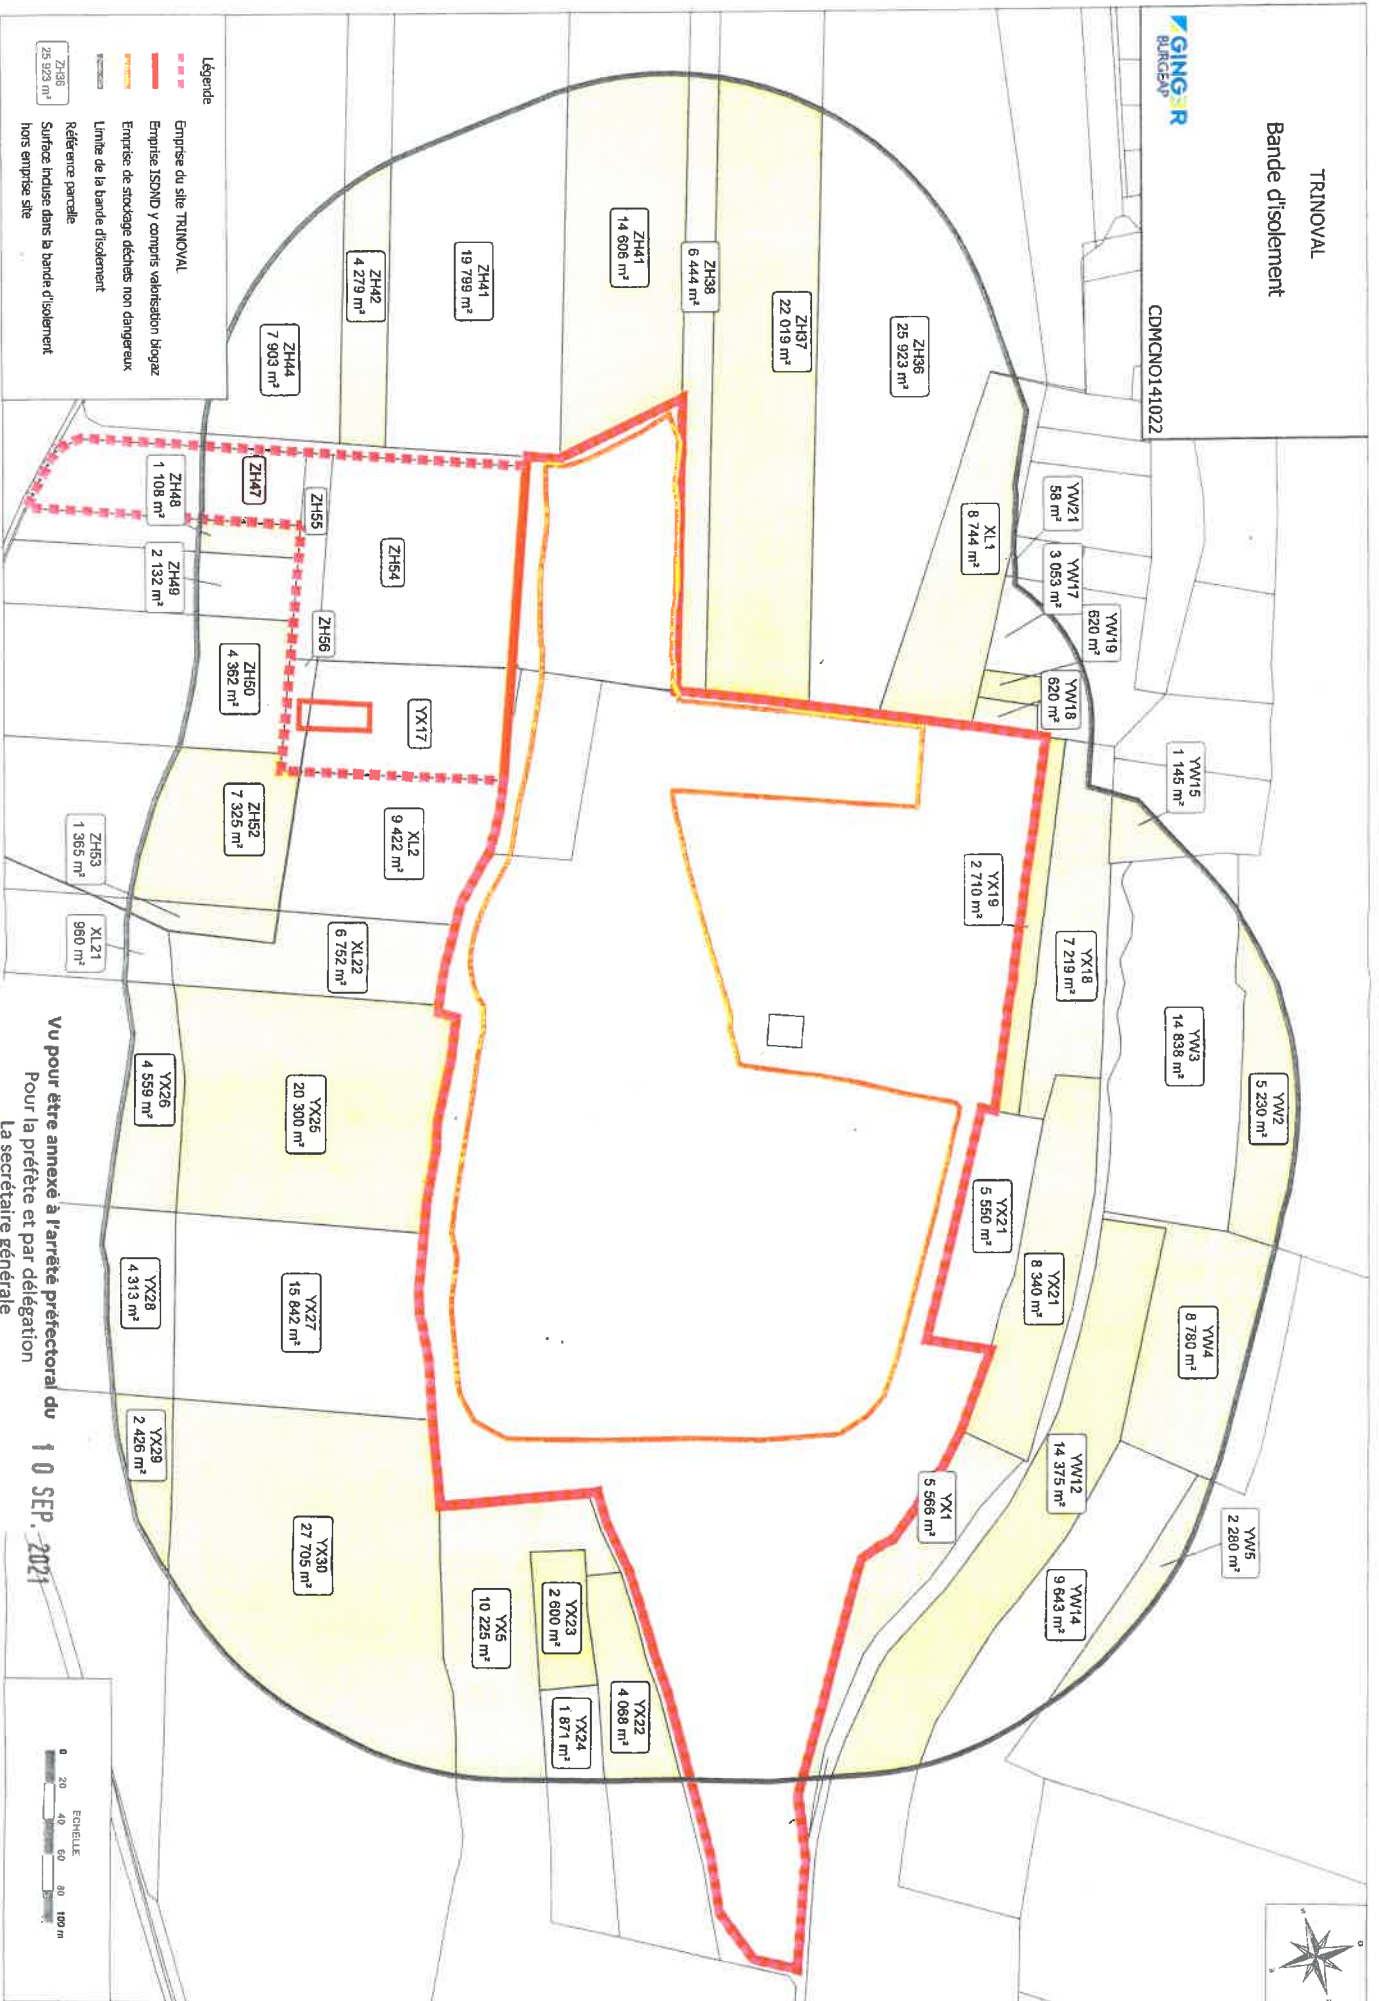 TRINOVAL
Bande d'isolement
GINGER
BURGEAP
CDMCNO141022
YW21
58 m²
YW17
3 053 m²
YW19
620 m²
YW18
620 m²
YW15
1 145 m²
YW2
5 230 m²
YW3
14 838 m²
YW4
8 780 m²
YW5
2 280 m²
YW12
14 375 m²
YW14
9 643 m²
XL1
8 744 m²
YX19
2 710 m²
YX18
7 219 m²
YX21
5 550 m²
YX21
8 340 m²
YX1
5 566 m²
ZH36
25 923 m²
ZH37
22 019 m²
ZH38
6 444 m²
ZH41
14 606 m²
ZH41
19 799 m²
ZH42
4 279 m²
ZH44
7 903 m²
ZH47
ZH55
ZH54
ZH56
YX17
ZH48
1 108 m²
ZH49
2 132 m²
ZH50
4 362 m²
ZH52
7 325 m²
ZH53
1 365 m²
XL2
9 422 m²
XL22
6 752 m²
XL21
960 m²
YX25
20 300 m²
YX26
4 559 m²
YX27
15 842 m²
YX28
4 313 m²
YX29
2 426 m²
YX30
27 705 m²
YX5
10 225 m²
YX23
2 600 m²
YX24
1 871 m²
YX22
4 068 m²
Légende
Emprise du site TRINOVAL
Emprise ISDND y compris valorisation biogaz
Emprise de stockage déchets non dangereux
Limite de la bande d'isolement
ZH36
25 923 m²
Référence parcelle
Surface incluse dans la bande d'isolement
hors emprise site
Vu pour être annexé à l'arrêté préfectoral du 10 SEP. 2021
Pour la préfète et par délégation
La secrétaire générale
ECHELLE
0 20 40 60 80 100 m